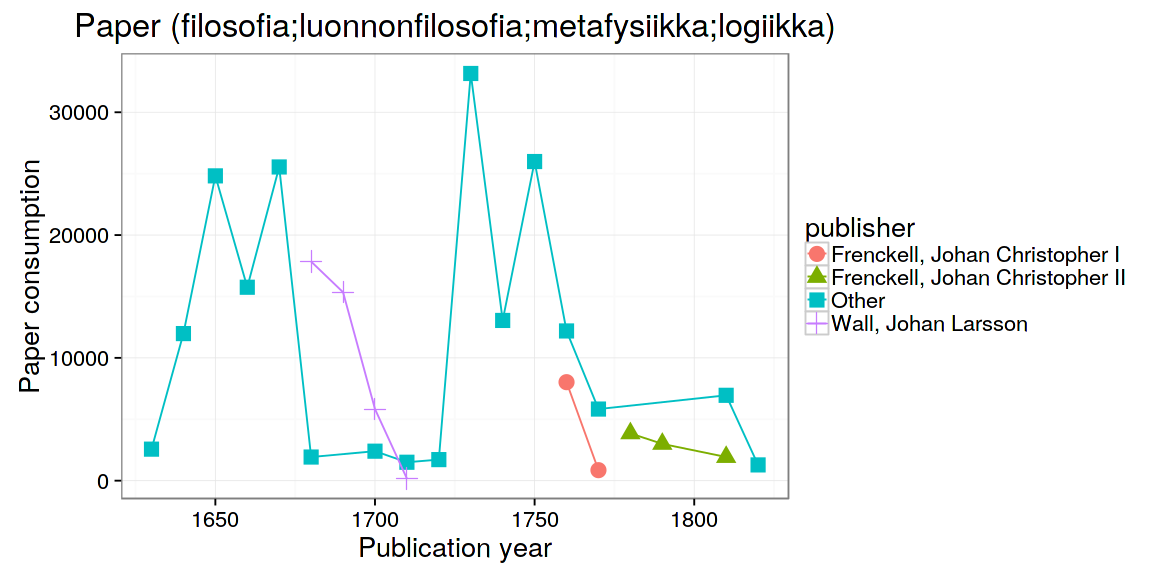 Paper (filosofia;luonnonfilosofia;metafysiikka;logiikka)
30000
20000
10000
0
Paper consumption
1650 1700 1750 1800
Publication year
publisher
Frenckell, Johan Christopher I
Frenckell, Johan Christopher II
Other
Wall, Johan Larsson